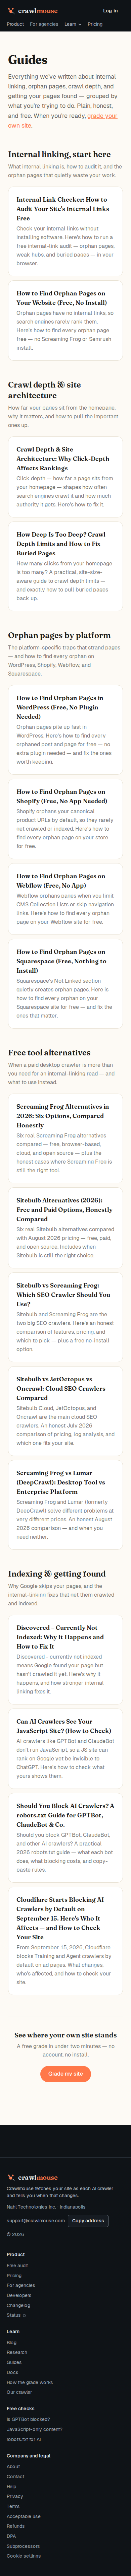 crawlmouse
Log in
Product
For agencies
Learn
Pricing
Guides
Everything we've written about internal
linking, orphan pages, crawl depth, and
getting your pages found — grouped by
what you're trying to do. Plain, honest,
and free. When you're ready, grade your
own site.
Internal linking, start here
What internal linking is, how to audit it, and the
orphan pages that quietly waste your work.
Internal Link Checker: How to
Audit Your Site's Internal Links
Free
Check your internal links without
installing software. Here's how to run a
free internal-link audit — orphan pages,
weak hubs, and buried pages — in your
browser.
How to Find Orphan Pages on
Your Website (Free, No Install)
Orphan pages have no internal links, so
search engines rarely rank them.
Here's how to find every orphan page
free — no Screaming Frog or Semrush
install.
Crawl depth & site
architecture
How far your pages sit from the homepage,
why it matters, and how to pull the important
ones up.
Crawl Depth & Site
Architecture: Why Click-Depth
Affects Rankings
Click depth — how far a page sits from
your homepage — shapes how often
search engines crawl it and how much
authority it gets. Here's how to fix it.
How Deep Is Too Deep? Crawl
Depth Limits and How to Fix
Buried Pages
How many clicks from your homepage
is too many? A practical, site-size-
aware guide to crawl depth limits —
and exactly how to pull buried pages
back up.
Orphan pages by platform
The platform-specific traps that strand pages
— and how to find every orphan on
WordPress, Shopify, Webflow, and
Squarespace.
How to Find Orphan Pages in
WordPress (Free, No Plugin
Needed)
Orphan pages pile up fast in
WordPress. Here's how to find every
orphaned post and page for free — no
extra plugin needed — and fix the ones
worth keeping.
How to Find Orphan Pages on
Shopify (Free, No App Needed)
Shopify orphans your canonical
product URLs by default, so they rarely
get crawled or indexed. Here's how to
find every orphan page on your store
for free.
How to Find Orphan Pages on
Webflow (Free, No App)
Webflow orphans pages when you limit
CMS Collection Lists or skip navigation
links. Here's how to find every orphan
page on your Webflow site for free.
How to Find Orphan Pages on
Squarespace (Free, Nothing to
Install)
Squarespace's Not Linked section
quietly creates orphan pages. Here is
how to find every orphan on your
Squarespace site for free — and fix the
ones that matter.
Free tool alternatives
When a paid desktop crawler is more than
you need for an internal-linking read — and
what to use instead.
Screaming Frog Alternatives in
2026: Six Options, Compared
Honestly
Six real Screaming Frog alternatives
compared — free, browser-based,
cloud, and open source — plus the
honest cases where Screaming Frog is
still the right tool.
Sitebulb Alternatives (2026):
Free and Paid Options, Honestly
Compared
Six real Sitebulb alternatives compared
with August 2026 pricing — free, paid,
and open source. Includes when
Sitebulb is still the right choice.
Sitebulb vs Screaming Frog:
Which SEO Crawler Should You
Use?
Sitebulb and Screaming Frog are the
two big SEO crawlers. Here's an honest
comparison of features, pricing, and
which to pick — plus a free no-install
option.
Sitebulb vs JetOctopus vs
Oncrawl: Cloud SEO Crawlers
Compared
Sitebulb Cloud, JetOctopus, and
Oncrawl are the main cloud SEO
crawlers. An honest July 2026
comparison of pricing, log analysis, and
which one fits your site.
Screaming Frog vs Lumar
(DeepCrawl): Desktop Tool vs
Enterprise Platform
Screaming Frog and Lumar (formerly
DeepCrawl) solve different problems at
very different prices. An honest August
2026 comparison — and when you
need neither.
Indexing & getting found
Why Google skips your pages, and the
internal-linking fixes that get them crawled
and indexed.
Discovered – Currently Not
Indexed: Why It Happens and
How to Fix It
Discovered - currently not indexed
means Google found your page but
hasn't crawled it yet. Here's why it
happens, and how stronger internal
linking fixes it.
Can AI Crawlers See Your
JavaScript Site? (How to Check)
AI crawlers like GPTBot and ClaudeBot
don't run JavaScript, so a JS site can
rank on Google yet be invisible to
ChatGPT. Here's how to check what
yours shows them.
Should You Block AI Crawlers? A
robots.txt Guide for GPTBot,
ClaudeBot & Co.
Should you block GPTBot, ClaudeBot,
and other AI crawlers? A practical
2026 robots.txt guide — what each bot
does, what blocking costs, and copy-
paste rules.
Cloudflare Starts Blocking AI
Crawlers by Default on
September 15. Here's Who It
Affects — and How to Check
Your Site
From September 15, 2026, Cloudflare
blocks Training and Agent crawlers by
default on ad pages. What changes,
who's affected, and how to check your
site.
See where your own site stands
A free grade in under two minutes — no
account, no install.
Grade my site
crawlmouse
Crawlmouse fetches your site as each AI crawler
and tells you when that changes.
Nahl Technologies Inc. · Indianapolis
support@crawlmouse.com
Copy address
© 2026
Product
Free audit
Pricing
For agencies
Developers
Changelog
Status
Learn
Blog
Research
Guides
Docs
How the grade works
Our crawler
Free checks
Is GPTBot blocked?
JavaScript-only content?
robots.txt for AI
Company and legal
About
Contact
Help
Privacy
Terms
Acceptable use
Refunds
DPA
Subprocessors
Cookie settings